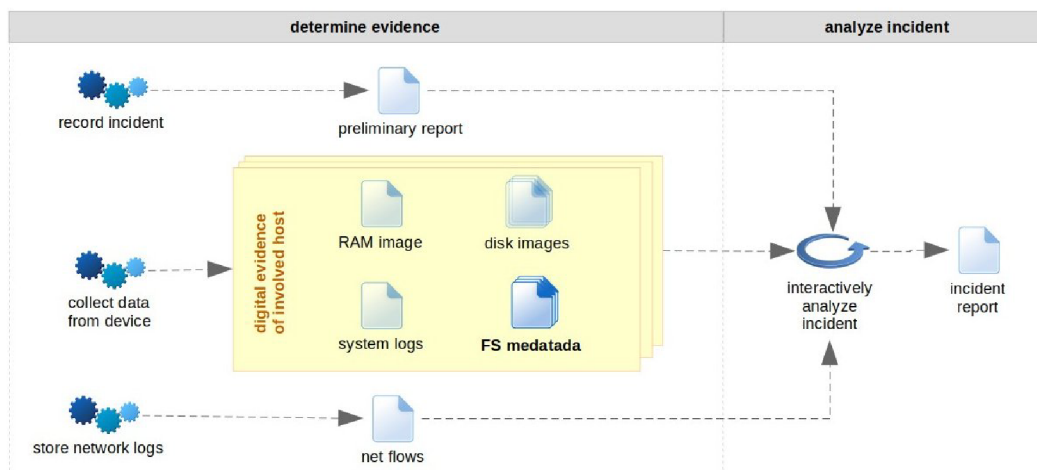 determine evidence
analyze incident
record incident
preliminary report
digital evidence
of involved host
RAM image
disk images
collect data
from device
system logs
FS medatada
interactively
analyze
incident
incident
report
store network logs
net flows